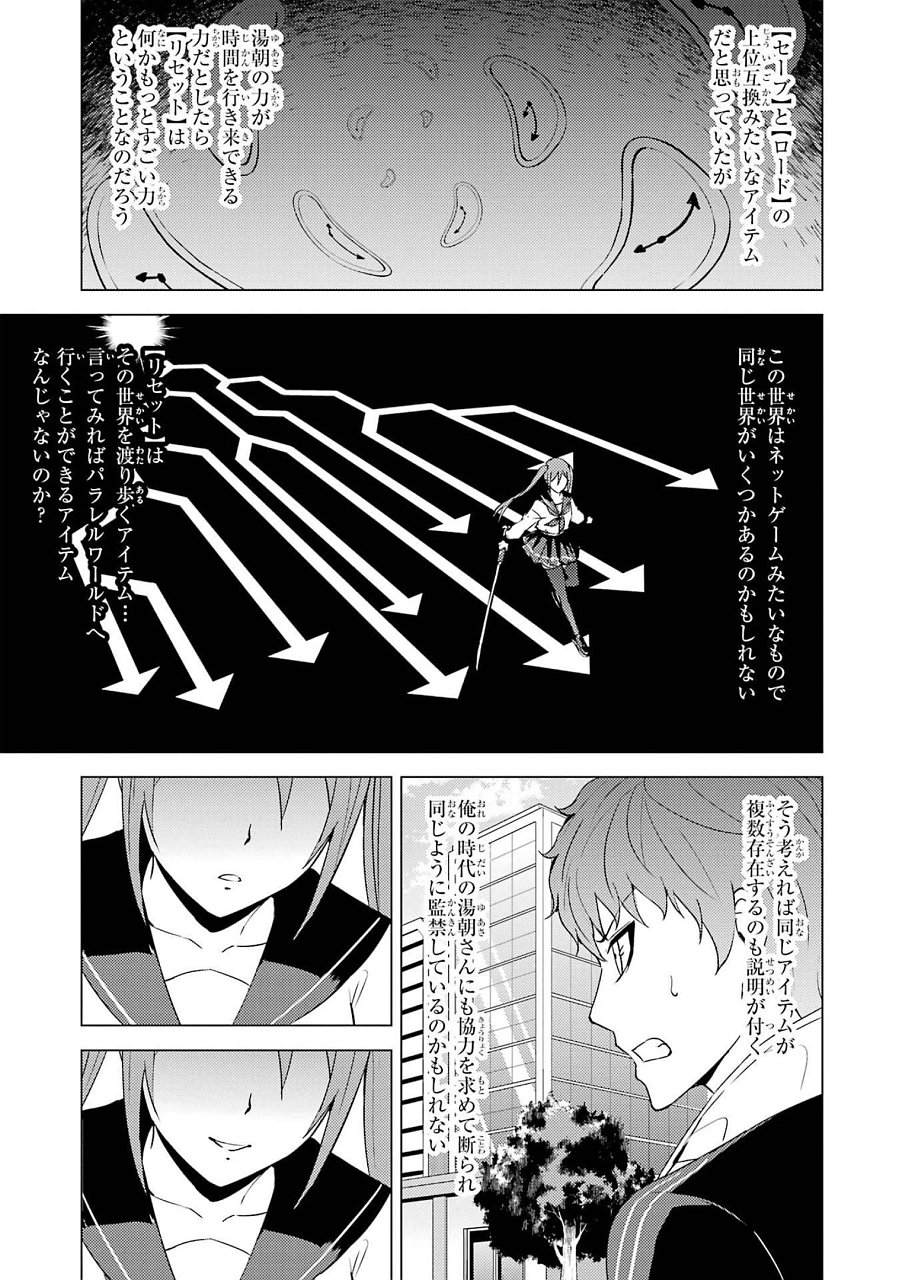 【セーブ】と【ロード】の
上位互換みたいなアイテム
だと思っていたが
湯朝の力が
時間を行き来できる
力だとしたら
【リセット】は
何かもっとすごい力
ということなのだろう
この世界はネットゲームみたいなもので
同じ世界がいくつかあるのかもしれない
【リセット】は
その世界を渡り歩くアイテム…
言ってみればパラレルワールドへ
行くことができるアイテム
なんじゃないのか？
そう考えれば同じアイテムが
複数存在するのも説明が付く
俺の時代の湯朝さんにも協力を求めて断られ
同じように監禁しているのかもしれない